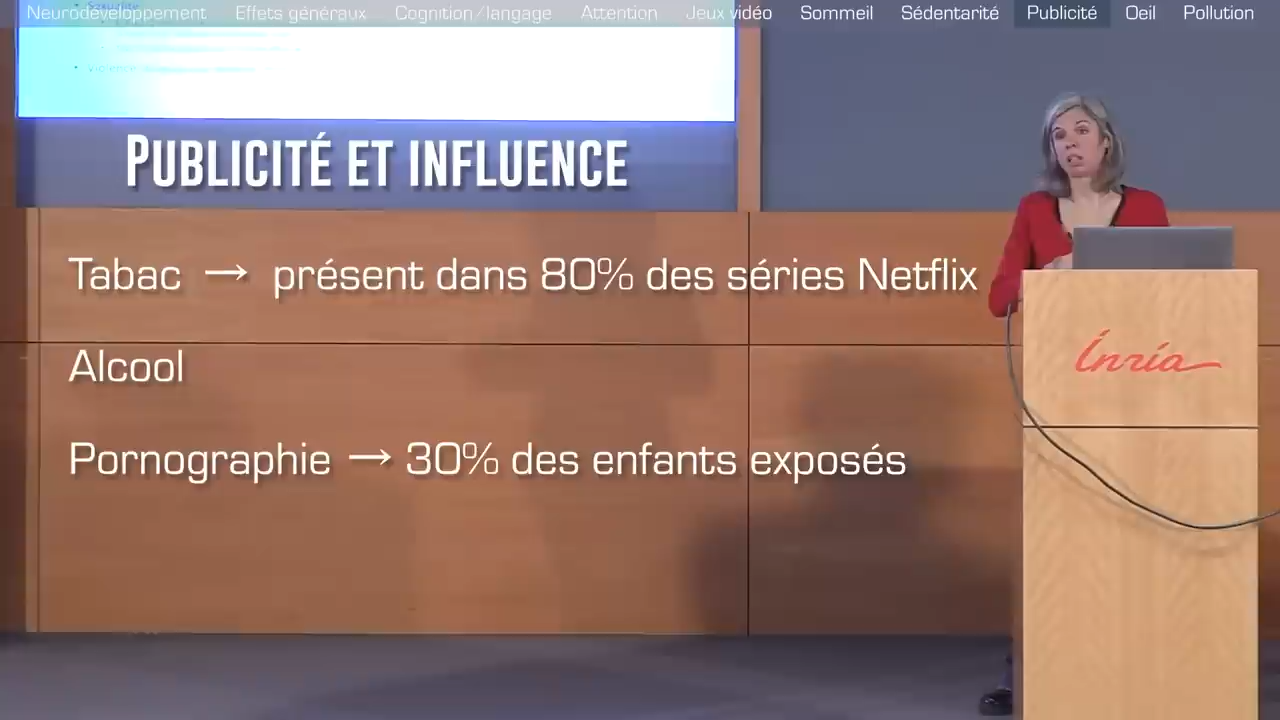 Neurodéveloppement Effets généraux Cognition/langage Attention Jeux vidéo Sommeil Sédentarité Publicité Oeil Pollution
Violence
PUBLICITÉ ET INFLUENCE
Tabac → présent dans 80% des séries Netflix
Alcool
Pornographie → 30% des enfants exposés
Inria